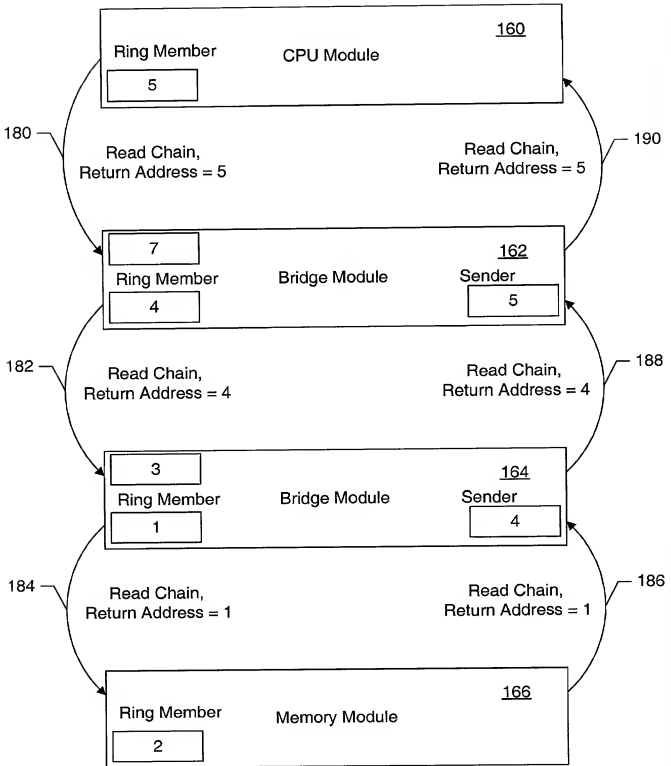 160
Ring Member
CPU Module
5
180
190
Read Chain,
Return Address = 5
Read Chain,
Return Address = 5
7
162
Ring Member
Bridge Module
Sender
4
5
182
188
Read Chain,
Return Address = 4
Read Chain,
Return Address = 4
3
164
Ring Member
Bridge Module
Sender
1
4
184
186
Read Chain,
Return Address = 1
Read Chain,
Return Address = 1
166
Ring Member
Memory Module
2